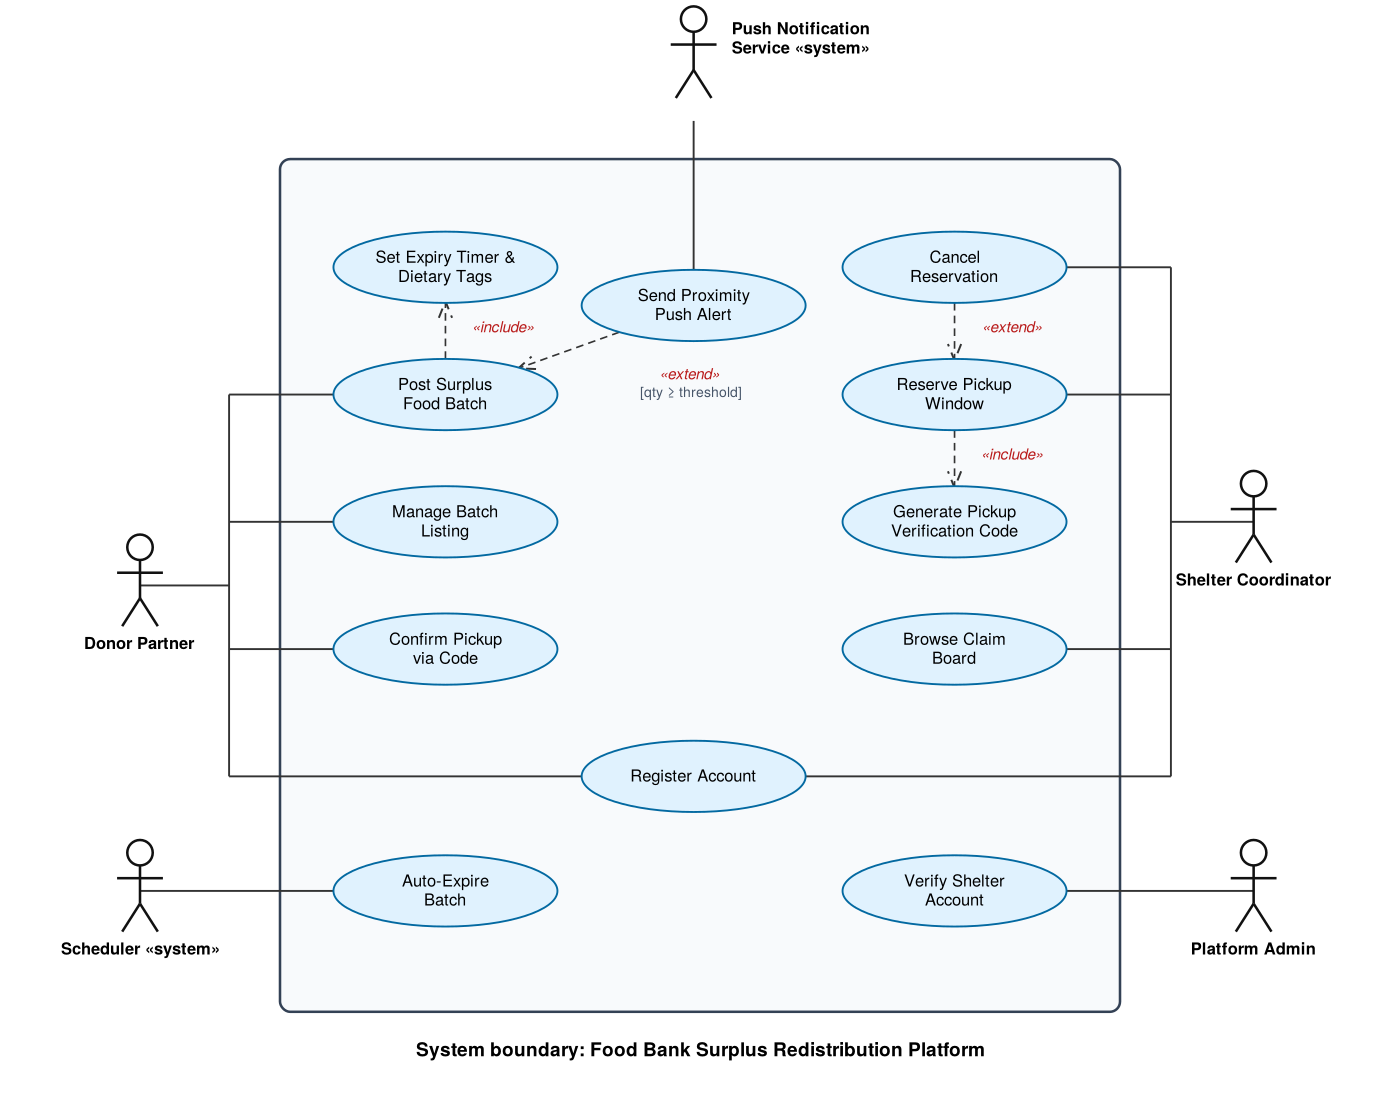 Push Notification
Service «system»
Set Expiry Timer &
Dietary Tags
Send Proximity
Push Alert
Cancel
Reservation
«include»
«extend»
«extend»
[qty ≥ threshold]
Post Surplus
Food Batch
Reserve Pickup
Window
«include»
Manage Batch
Listing
Generate Pickup
Verification Code
Shelter Coordinator
Donor Partner
Confirm Pickup
via Code
Browse Claim
Board
Register Account
Auto-Expire
Batch
Verify Shelter
Account
Scheduler «system»
Platform Admin
System boundary: Food Bank Surplus Redistribution Platform